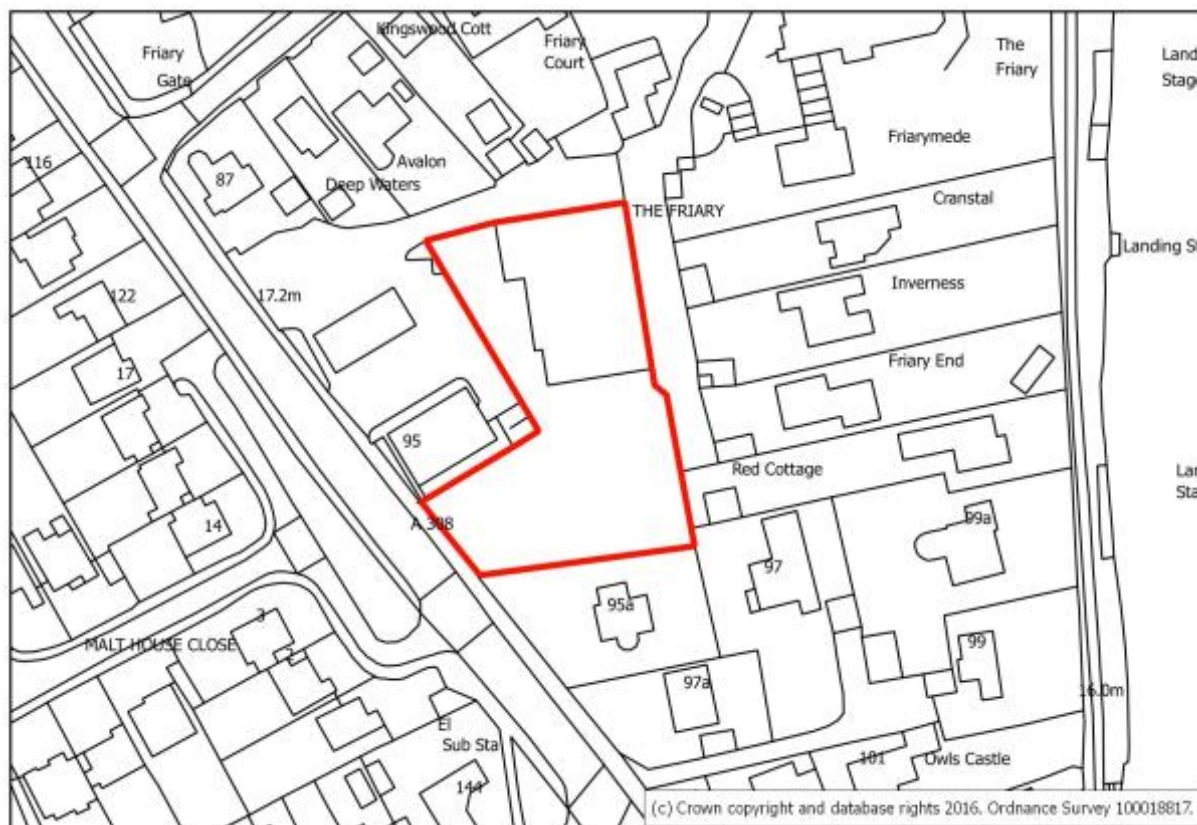 Kingswood Cott
Friary
Gate
Friary
Court
The
Friary
Land
Stage
116
87
Avalon
Deep Waters
Friarymede
THE FRIARY
Cranstal
Landing St
17.2m
122
Inverness
17
Friary End
95
Red Cottage
Lan
Sta
A 308
14
99a
97
95a
3
MALT HOUSE CLOSE
99
97a
16.0m
El
Sub Sta
101
Owls Castle
144
(c) Crown copyright and database rights 2016. Ordnance Survey 100018817.